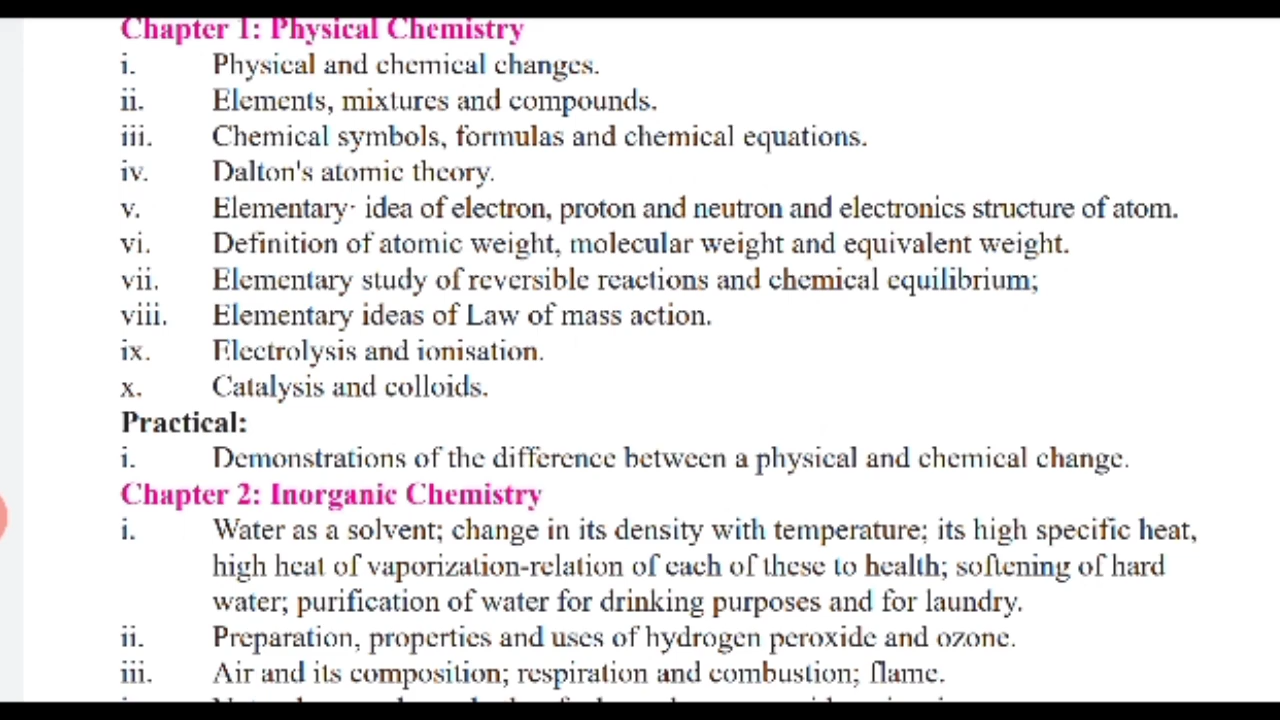 Chapter 1: Physical Chemistry
i. Physical and chemical changes.
ii. Elements, mixtures and compounds.
iii. Chemical symbols, formulas and chemical equations.
iv. Dalton's atomic theory.
v. Elementary· idea of electron, proton and neutron and electronics structure of atom.
vi. Definition of atomic weight, molecular weight and equivalent weight.
vii. Elementary study of reversible reactions and chemical equilibrium;
viii. Elementary ideas of Law of mass action.
ix. Electrolysis and ionisation.
x. Catalysis and colloids.
Practical:
i. Demonstrations of the difference between a physical and chemical change.
Chapter 2: Inorganic Chemistry
i. Water as a solvent; change in its density with temperature; its high specific heat,
high heat of vaporization-relation of each of these to health; softening of hard
water; purification of water for drinking purposes and for laundry.
ii. Preparation, properties and uses of hydrogen peroxide and ozone.
iii. Air and its composition; respiration and combustion; flame.